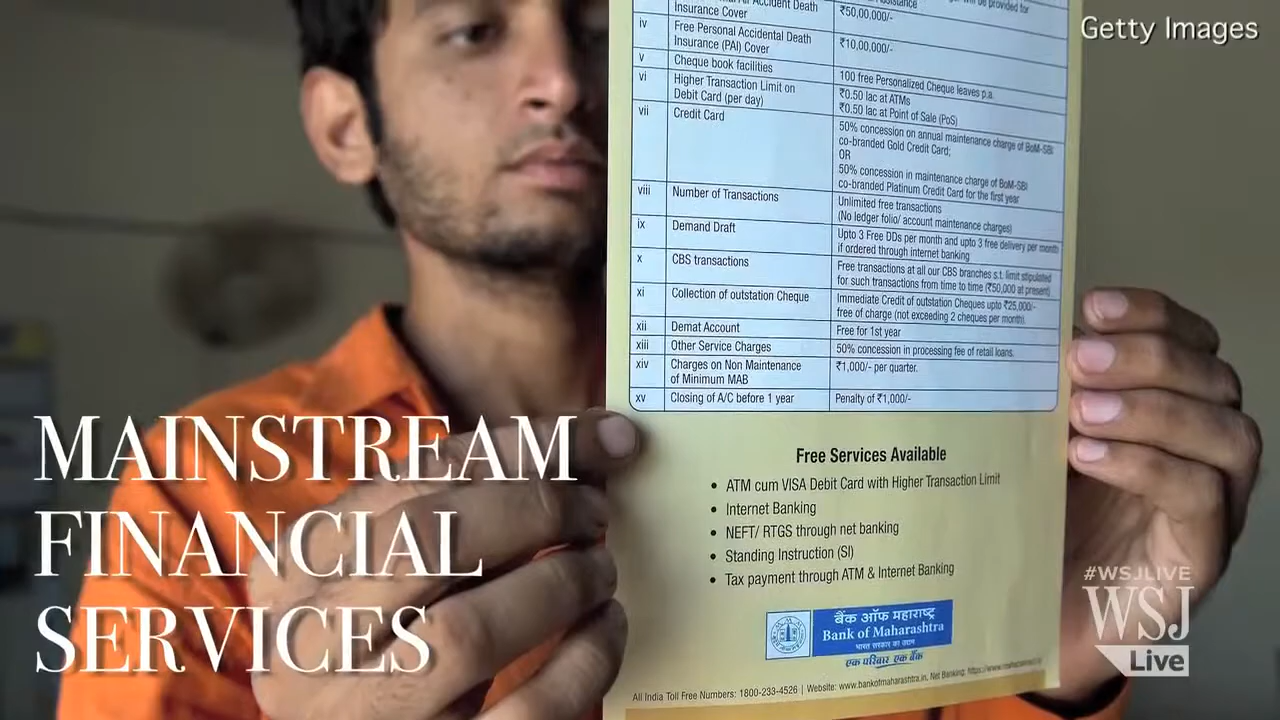 Getty Images
Accident Death
Insurance Cover
₹50,00,000/-
iv
Free Personal Accidental Death
Insurance (PAI) Cover
₹10,00,000/-
v
Cheque book facilities
100 free Personalized Cheque leaves p.a.
vi
Higher Transaction Limit on
Debit Card (per day)
₹0.50 lac at ATMs
₹0.50 lac at Point of Sale (PoS)
vii
Credit Card
50% concession on annual maintenance charge of BoM-SBI
co-branded Gold Credit Card;
OR
50% concession in maintenance charge of BoM-SBI
co-branded Platinum Credit Card for the first year
viii
Number of Transactions
Unlimited free transactions
(No ledger folio/ account maintenance charges)
ix
Demand Draft
Upto 3 Free DDs per month and upto 3 free delivery per month
if ordered through internet banking
x
CBS transactions
Free transactions at all our CBS branches s.t. limit stipulated
for such transactions from time to time (₹50,000 at present)
xi
Collection of outstation Cheque
Immediate Credit of outstation Cheques upto ₹25,000/-
free of charge (not exceeding 2 cheques per month).
xii
Demat Account
Free for 1st year
xiii
Other Service Charges
50% concession in processing fee of retail loans.
xiv
Charges on Non Maintenance
of Minimum MAB
₹1,000/- per quarter.
xv
Closing of A/C before 1 year
Penalty of ₹1,000/-
Free Services Available
• ATM cum VISA Debit Card with Higher Transaction Limit
• Internet Banking
• NEFT/ RTGS through net banking
• Standing Instruction (SI)
• Tax payment through ATM & Internet Banking
बैंक ऑफ महाराष्ट्र
Bank of Maharashtra
भारत सरकार का उद्यम
एक परिवार एक बैंक
All India Toll Free Numbers: 1800-233-4526 | Website: www.bankofmaharashtra.in, Net Banking:
MAINSTREAM
FINANCIAL
SERVICES
#WSJLIVE
WSJ
Live